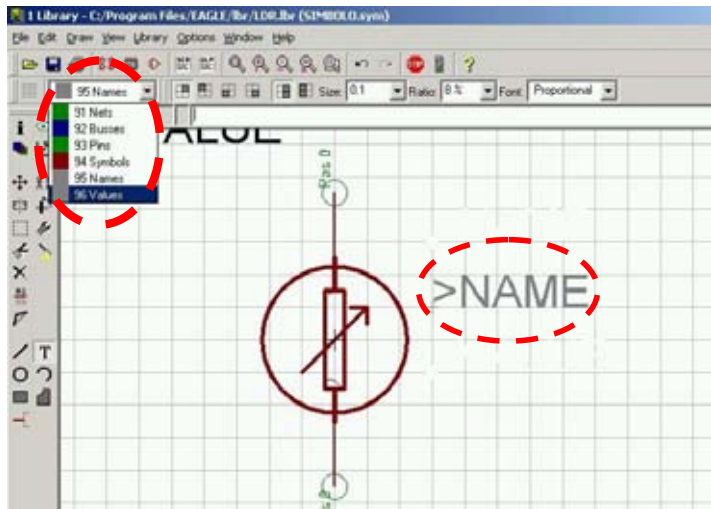 1 Library - C:/Program Files/EAGLE/lbr/LDR.lbr (SIMBOLO.sym)
File Edit Draw View Library Options Window Help
95 Names Size: 0.1 Ratio: 8 % Font: Proportional
91 Nets
92 Busses
93 Pins
94 Symbols
95 Names
96 Values
ALUE
Pas 0
>NAME